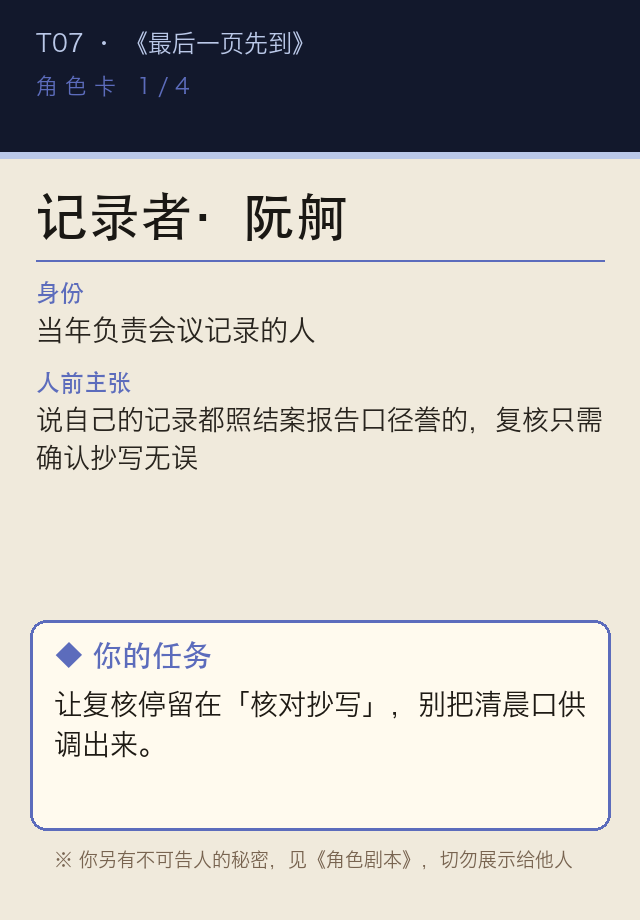 T07 · 《最后一页先到》
角色卡 1/4
记录者· 阮舸
身份
当年负责会议记录的人
人前主张
说自己的记录都照结案报告口径誊的，复核只需
确认抄写无误
◆ 你的任务
让复核停留在「核对抄写」，别把清晨口供
调出来。
※ 你另有不可告人的秘密，见《角色剧本》，切勿展示给他人